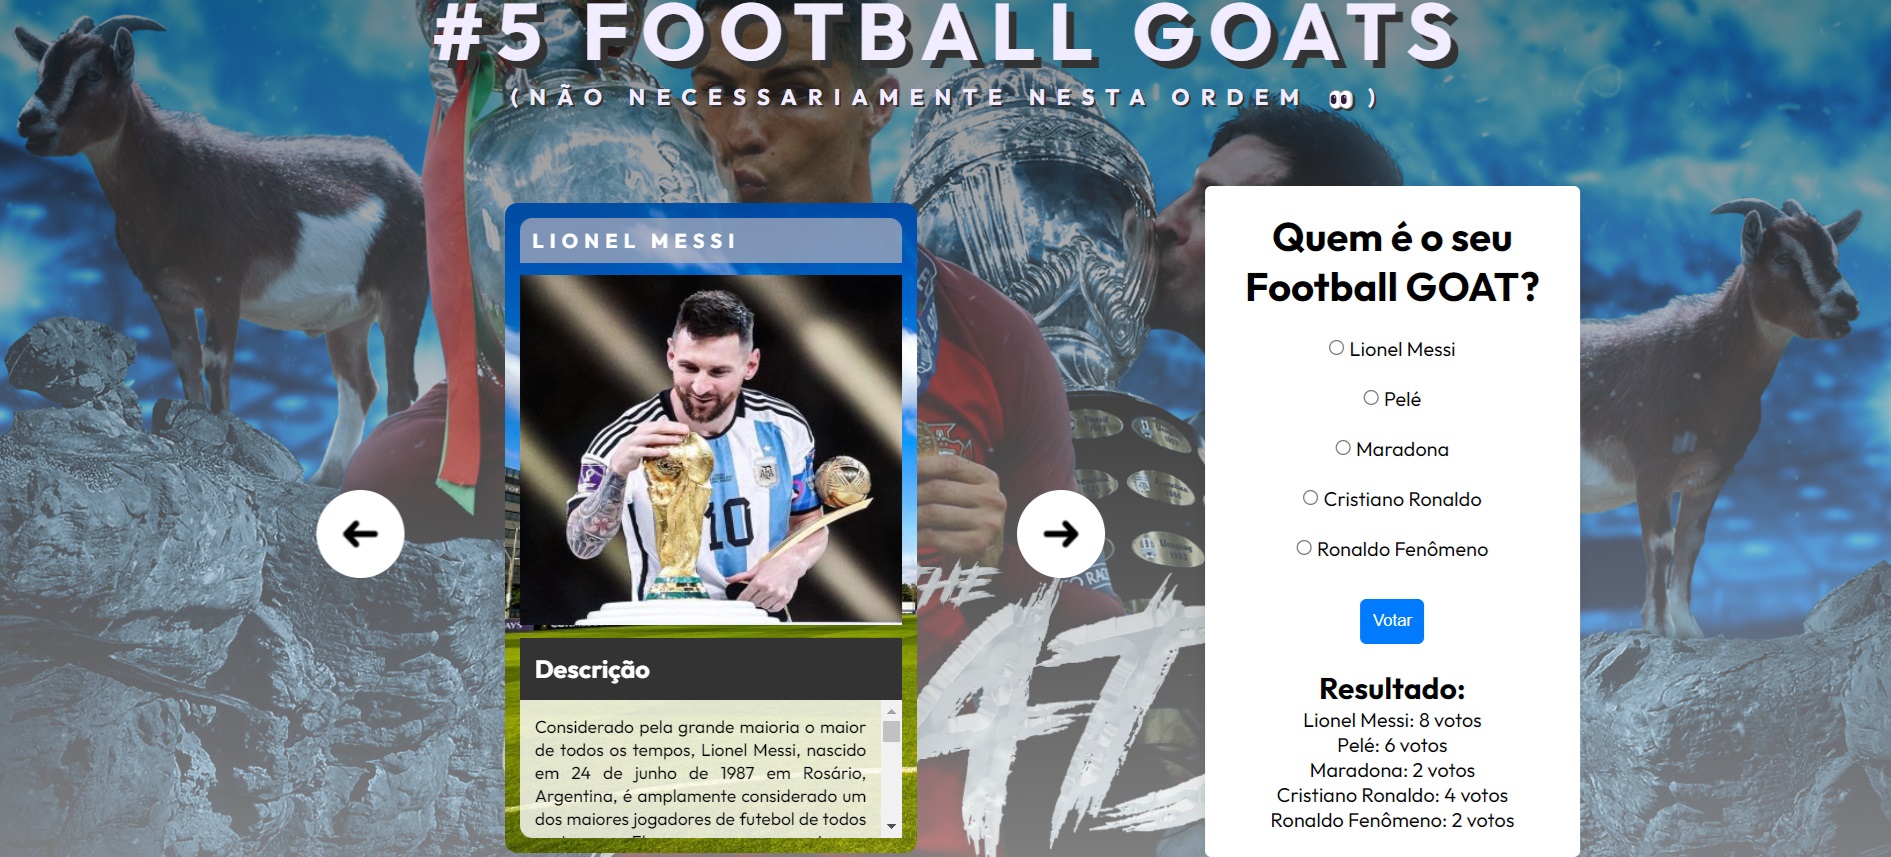 #5 FOOTBALL GOATS
(NÃO NECESSARIAMENTE NESTA ORDEM 👀)
LIONEL MESSI
10
Descrição
Considerado pela grande maioria o maior
de todos os tempos, Lionel Messi, nascido
em 24 de junho de 1987 em Rosário,
Argentina, é amplamente considerado um
dos maiores jogadores de futebol de todos
THE
Quem é o seu
Football GOAT?
Lionel Messi
Pelé
Maradona
Cristiano Ronaldo
Ronaldo Fenômeno
Votar
Resultado:
Lionel Messi: 8 votos
Pelé: 6 votos
Maradona: 2 votos
Cristiano Ronaldo: 4 votos
Ronaldo Fenômeno: 2 votos